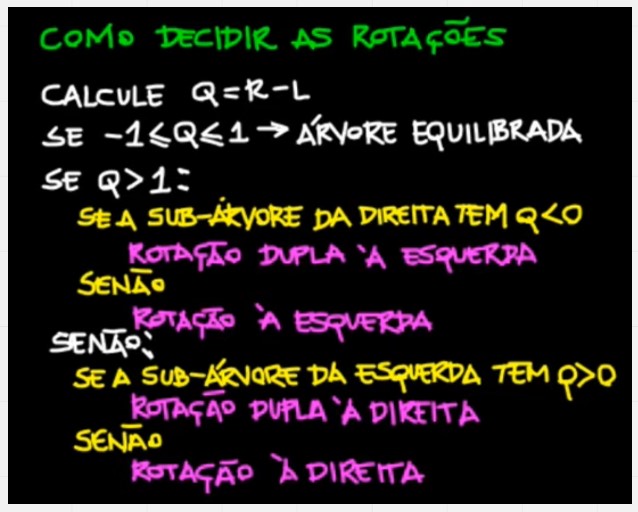 COMO DECIDIR AS ROTAÇÕES
CALCULE Q=R-L
SE -1≤Q≤1 → ÁRVORE EQUILIBRADA
SE Q>1:
SE A SUB-ÁRVORE DA DIREITA TEM Q<0
ROTAÇÃO DUPLA À ESQUERDA
SENÃO
ROTAÇÃO À ESQUERDA
SENÃO:
SE A SUB-ÁRVORE DA ESQUERDA TEM Q>0
ROTAÇÃO DUPLA À DIREITA
SENÃO
ROTAÇÃO À DIREITA